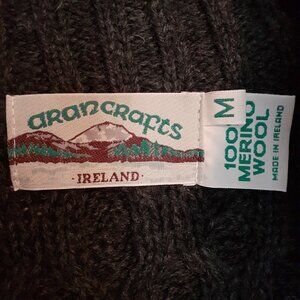 arancrafts
· IRELAND ·
M
100%
MERINO
WOOL
MADE IN IRELAND